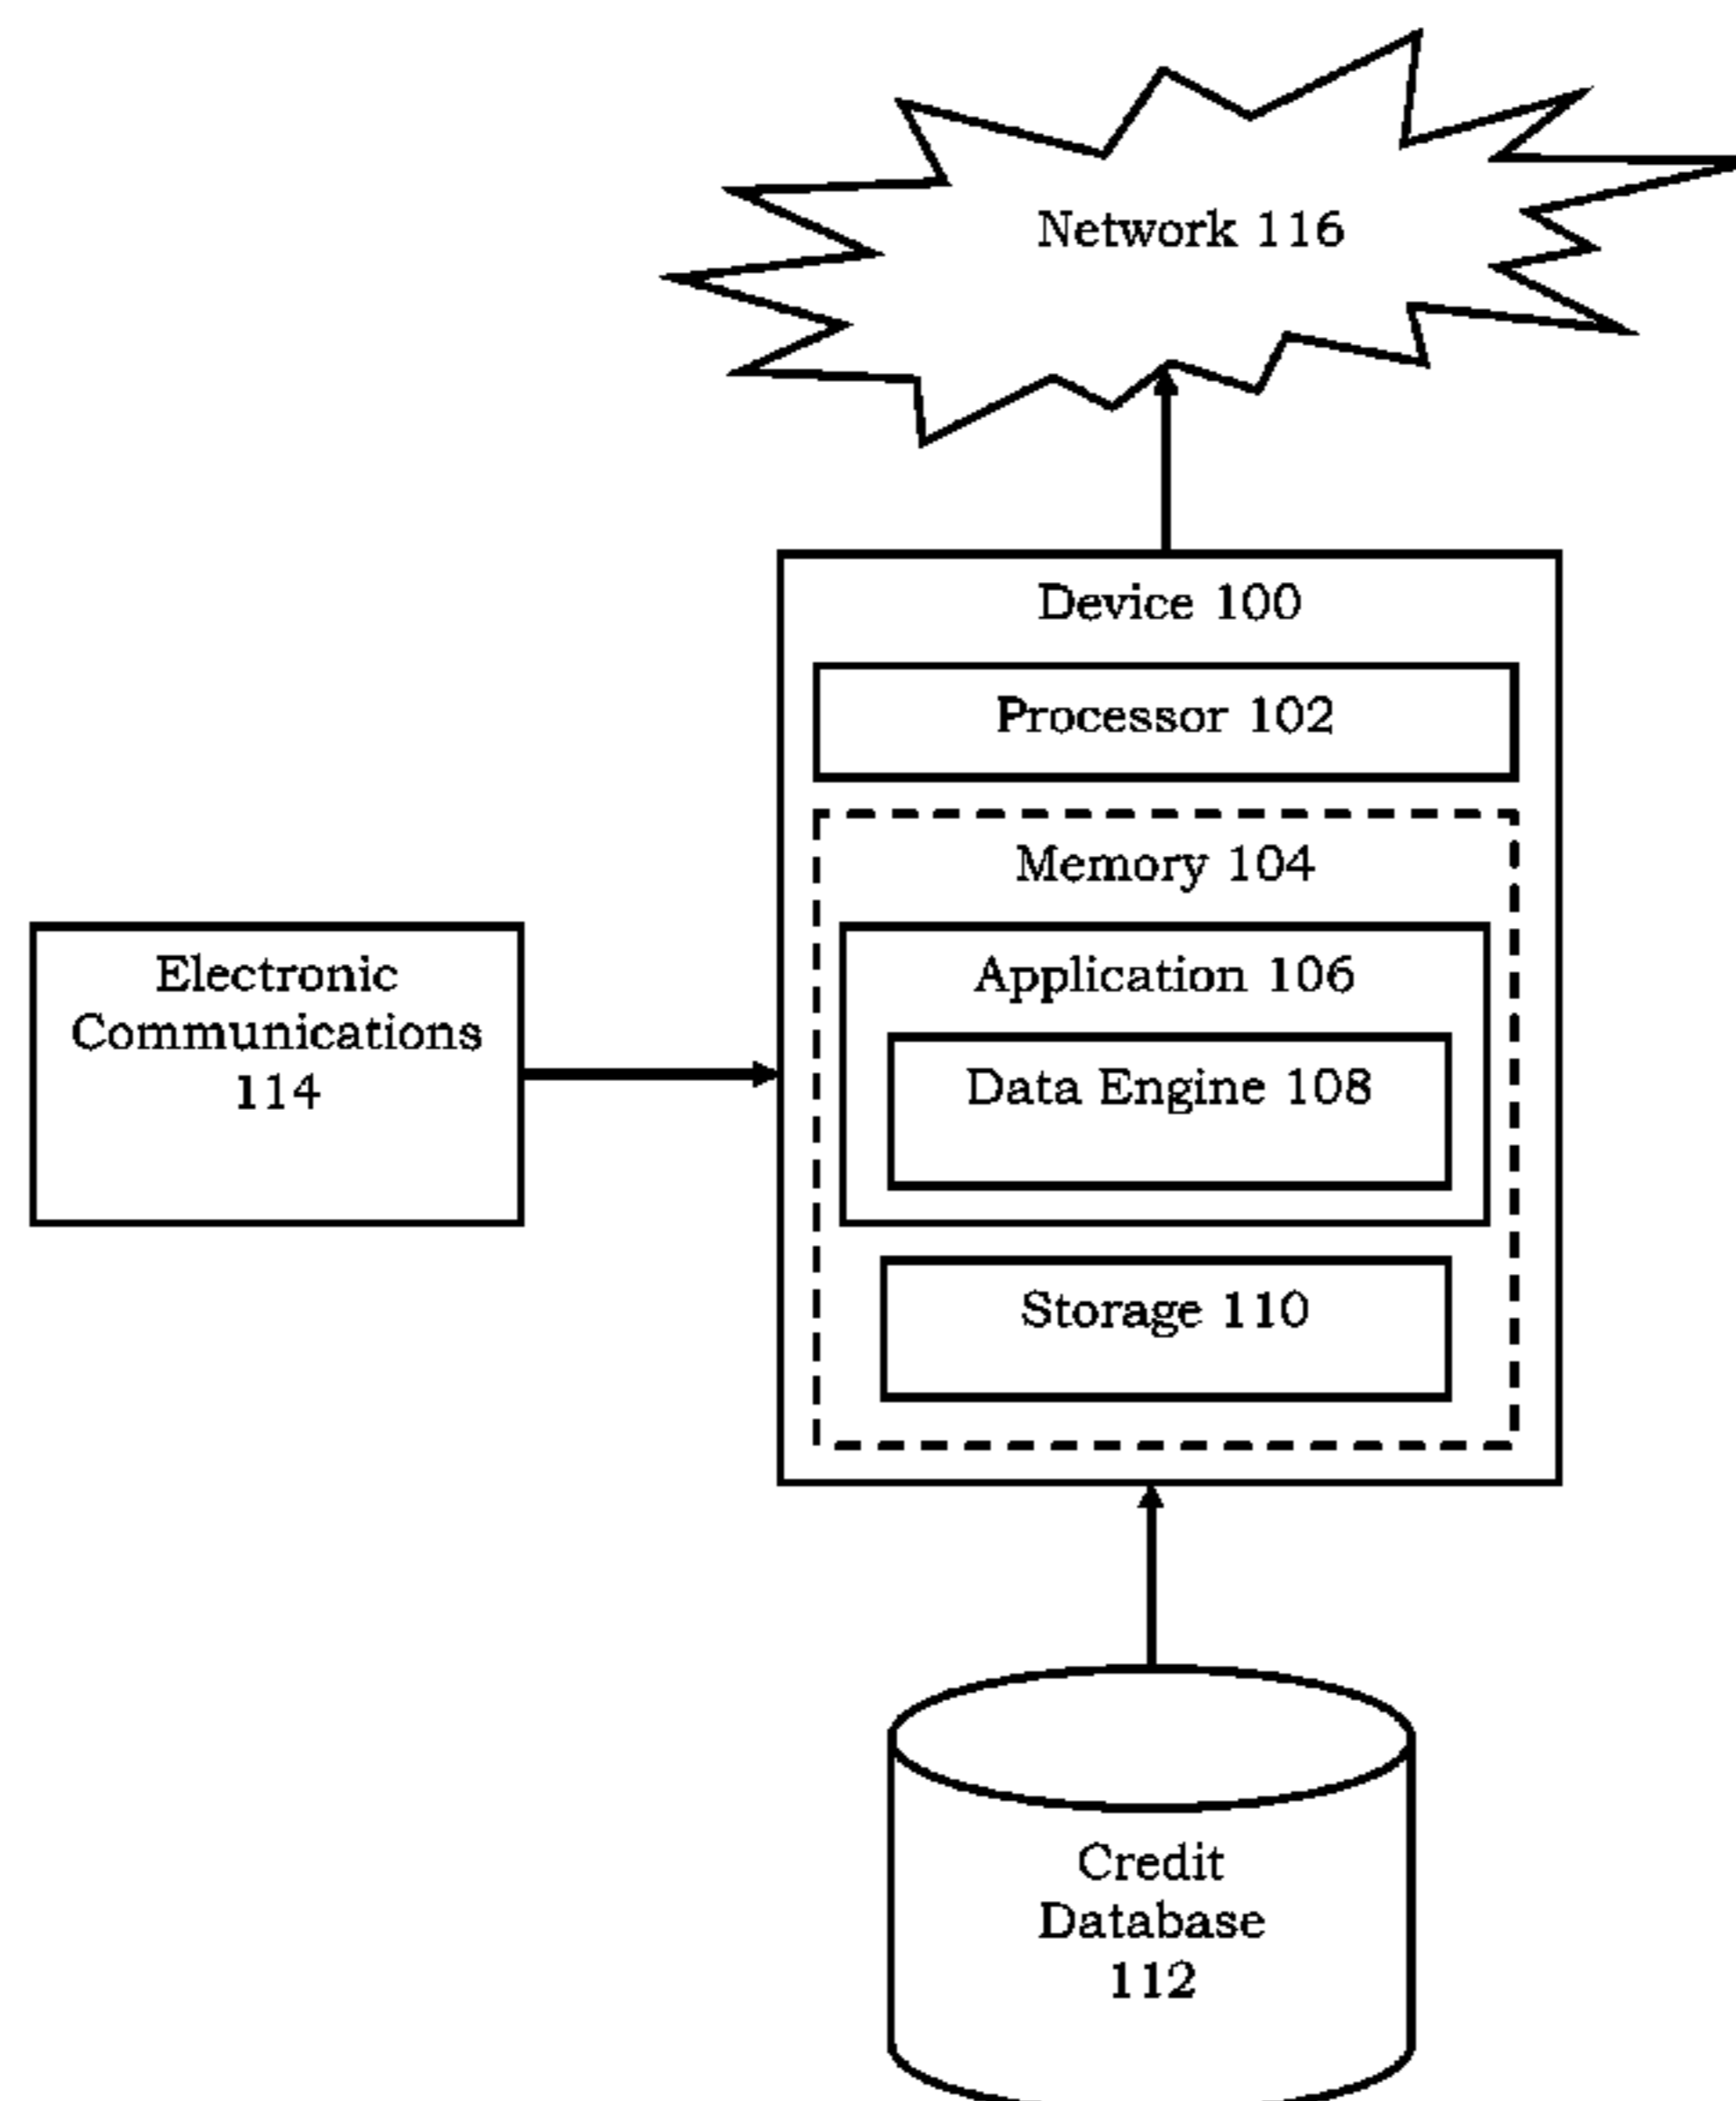 Network 116
Device 100
Processor 102
Memory 104
Application 106
Data Engine 108
Storage 110
Electronic
Communications
114
Credit
Database
112